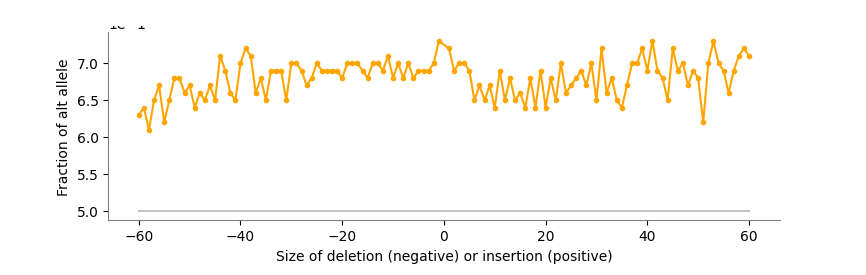 7.0
6.5
6.0
5.5
5.0
Fraction of alt allele
−60 −40 −20 0 20 40 60
Size of deletion (negative) or insertion (positive)